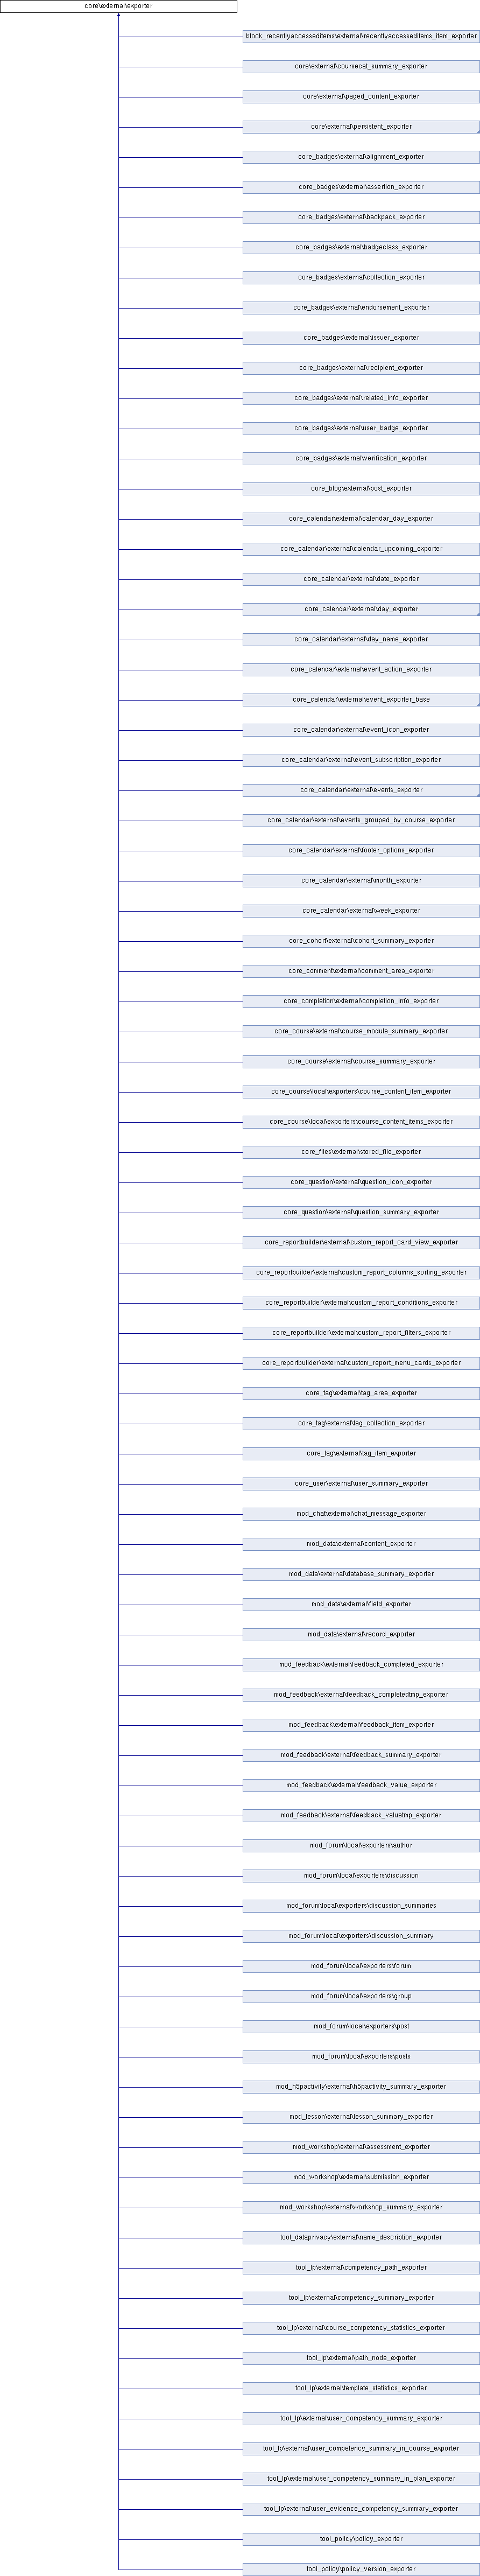 core\external\exporter
block_recentlyaccesseditems\external\recentlyaccesseditems_item_exporter
core\external\coursecat_summary_exporter
core\external\paged_content_exporter
core\external\persistent_exporter
core_badges\external\alignment_exporter
core_badges\external\assertion_exporter
core_badges\external\backpack_exporter
core_badges\external\badgeclass_exporter
core_badges\external\collection_exporter
core_badges\external\endorsement_exporter
core_badges\external\issuer_exporter
core_badges\external\recipient_exporter
core_badges\external\related_info_exporter
core_badges\external\user_badge_exporter
core_badges\external\verification_exporter
core_blog\external\post_exporter
core_calendar\external\calendar_day_exporter
core_calendar\external\calendar_upcoming_exporter
core_calendar\external\date_exporter
core_calendar\external\day_exporter
core_calendar\external\day_name_exporter
core_calendar\external\event_action_exporter
core_calendar\external\event_exporter_base
core_calendar\external\event_icon_exporter
core_calendar\external\event_subscription_exporter
core_calendar\external\events_exporter
core_calendar\external\events_grouped_by_course_exporter
core_calendar\external\footer_options_exporter
core_calendar\external\month_exporter
core_calendar\external\week_exporter
core_cohort\external\cohort_summary_exporter
core_comment\external\comment_area_exporter
core_completion\external\completion_info_exporter
core_course\external\course_module_summary_exporter
core_course\external\course_summary_exporter
core_course\local\exporters\course_content_item_exporter
core_course\local\exporters\course_content_items_exporter
core_files\external\stored_file_exporter
core_question\external\question_icon_exporter
core_question\external\question_summary_exporter
core_reportbuilder\external\custom_report_card_view_exporter
core_reportbuilder\external\custom_report_columns_sorting_exporter
core_reportbuilder\external\custom_report_conditions_exporter
core_reportbuilder\external\custom_report_filters_exporter
core_reportbuilder\external\custom_report_menu_cards_exporter
core_tag\external\tag_area_exporter
core_tag\external\tag_collection_exporter
core_tag\external\tag_item_exporter
core_user\external\user_summary_exporter
mod_chat\external\chat_message_exporter
mod_data\external\content_exporter
mod_data\external\database_summary_exporter
mod_data\external\field_exporter
mod_data\external\record_exporter
mod_feedback\external\feedback_completed_exporter
mod_feedback\external\feedback_completedtmp_exporter
mod_feedback\external\feedback_item_exporter
mod_feedback\external\feedback_summary_exporter
mod_feedback\external\feedback_value_exporter
mod_feedback\external\feedback_valuetmp_exporter
mod_forum\local\exporters\author
mod_forum\local\exporters\discussion
mod_forum\local\exporters\discussion_summaries
mod_forum\local\exporters\discussion_summary
mod_forum\local\exporters\forum
mod_forum\local\exporters\group
mod_forum\local\exporters\post
mod_forum\local\exporters\posts
mod_h5pactivity\external\h5pactivity_summary_exporter
mod_lesson\external\lesson_summary_exporter
mod_workshop\external\assessment_exporter
mod_workshop\external\submission_exporter
mod_workshop\external\workshop_summary_exporter
tool_dataprivacy\external\name_description_exporter
tool_lp\external\competency_path_exporter
tool_lp\external\competency_summary_exporter
tool_lp\external\course_competency_statistics_exporter
tool_lp\external\path_node_exporter
tool_lp\external\template_statistics_exporter
tool_lp\external\user_competency_summary_exporter
tool_lp\external\user_competency_summary_in_course_exporter
tool_lp\external\user_competency_summary_in_plan_exporter
tool_lp\external\user_evidence_competency_summary_exporter
tool_policy\policy_exporter
tool_policy\policy_version_exporter